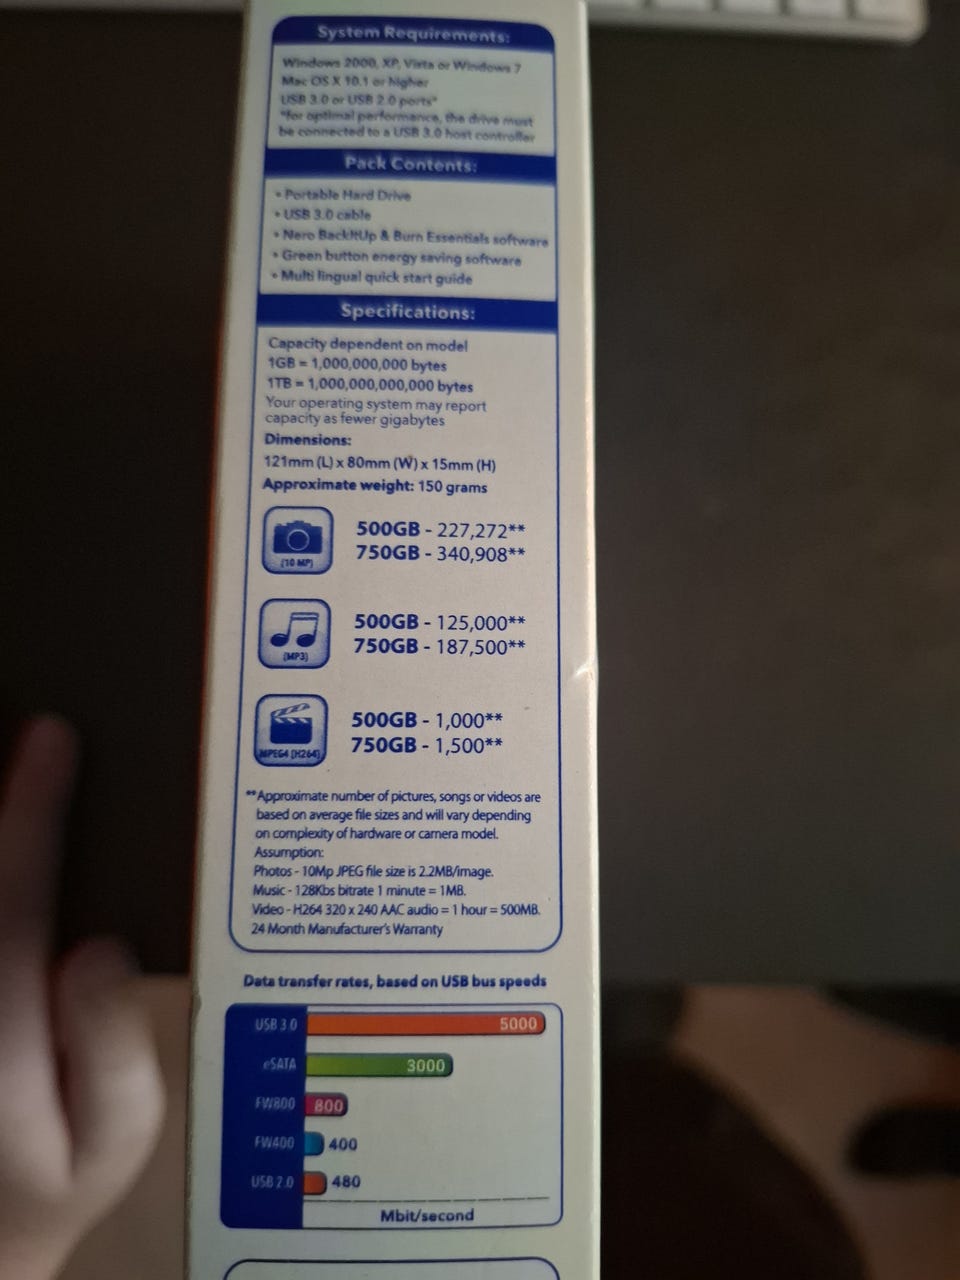 System Requirements:
Windows 2000, XP, Vista or Windows 7
Mac OS X 10.1 or higher
USB 3.0 or USB 2.0 ports*
*for optimal performance, the drive must
be connected to a USB 3.0 host controller
Pack Contents:
• Portable Hard Drive
• USB 3.0 cable
• Nero BackItUp & Burn Essentials software
• Green button energy saving software
• Multi lingual quick start guide
Specifications:
Capacity dependent on model
1GB = 1,000,000,000 bytes
1TB = 1,000,000,000,000 bytes
Your operating system may report
capacity as fewer gigabytes
Dimensions:
121mm (L) x 80mm (W) x 15mm (H)
Approximate weight: 150 grams
500GB - 227,272**
750GB - 340,908**
(10 MP)
500GB - 125,000**
750GB - 187,500**
(MP3)
500GB - 1,000**
750GB - 1,500**
MPEG4 (H264)
**Approximate number of pictures, songs or videos are
based on average file sizes and will vary depending
on complexity of hardware or camera model.
Assumption:
Photos - 10Mp JPEG file size is 2.2MB/image.
Music - 128Kbs bitrate 1 minute = 1MB.
Video - H264 320 x 240 AAC audio = 1 hour = 500MB.
24 Month Manufacturer's Warranty
Data transfer rates, based on USB bus speeds
USB 3.0 5000
eSATA 3000
FW800 800
FW400 400
USB 2.0 480
Mbit/second